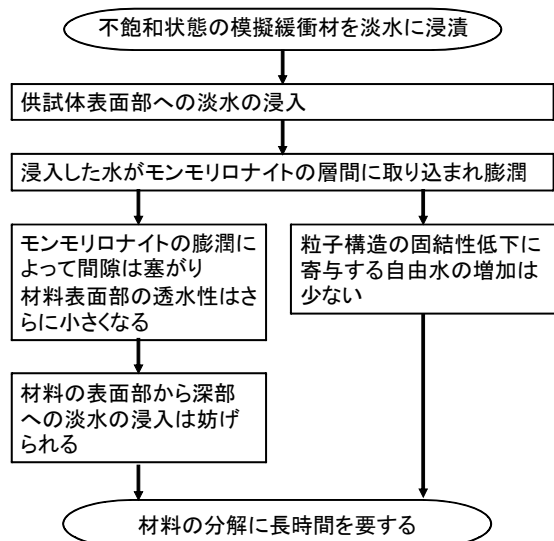 不飽和状態の模擬緩衝材を淡水に浸漬
供試体表面部への淡水の浸入
浸入した水がモンモリロナイトの層間に取り込まれ膨潤
モンモリロナイトの膨潤に
よって間隙は塞がり
材料表面部の透水性はさ
らに小さくなる
粒子構造の固結性低下に
寄与する自由水の増加は
少ない
材料の表面部から深部
への淡水の浸入は妨げ
られる
材料の分解に長時間を要する